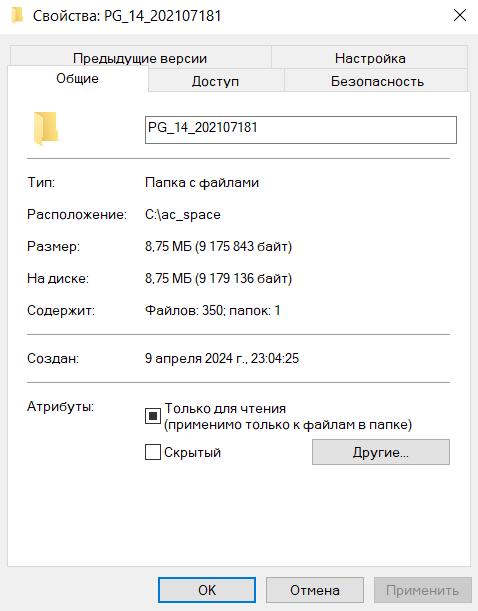 Свойства: PG_14_202107181
Предыдущие версии
Настройка
Общие
Доступ
Безопасность
PG_14_202107181
Тип: Папка с файлами
Расположение: C:\ac_space
Размер: 8,75 МБ (9 175 843 байт)
На диске: 8,75 МБ (9 179 136 байт)
Содержит: Файлов: 350; папок: 1
Создан: 9 апреля 2024 г., 23:04:25
Атрибуты: Только для чтения
(применимо только к файлам в папке)
Скрытый
Другие...
OK
Отмена
Применить